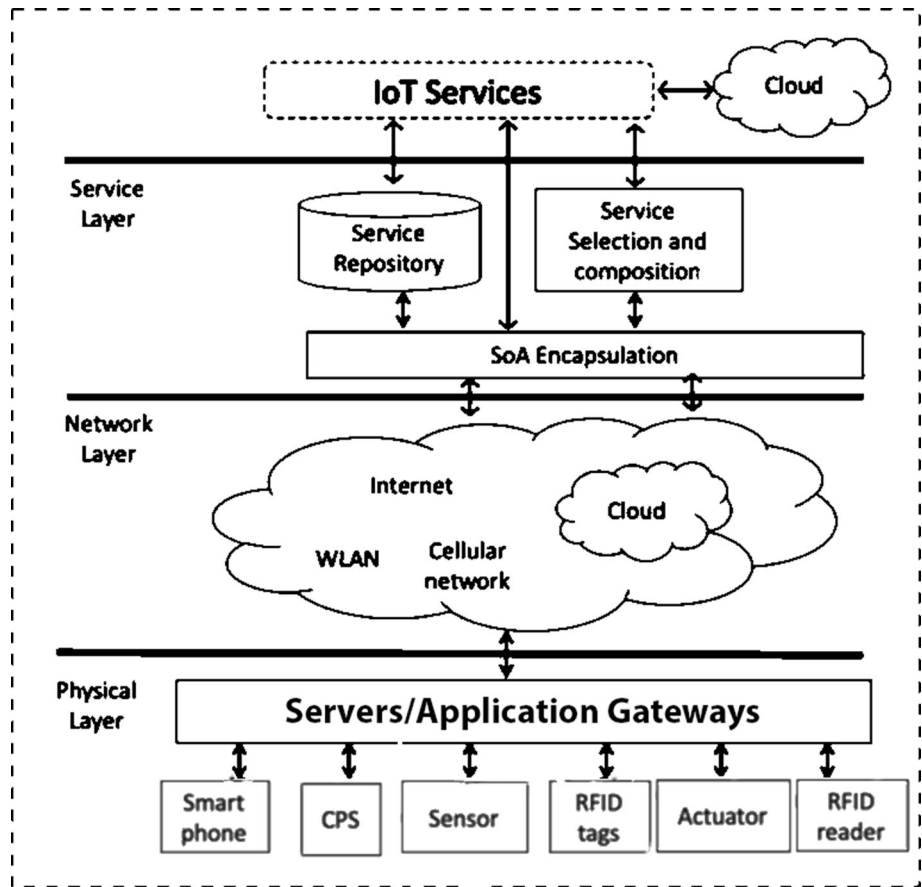 IoT Services
Cloud
Service
Layer
Service
Repository
Service
Selection and
composition
SoA Encapsulation
Network
Layer
Internet
Cloud
WLAN
Cellular
network
Physical
Layer
Servers/Application Gateways
Smart
phone
CPS
Sensor
RFID
tags
Actuator
RFID
reader